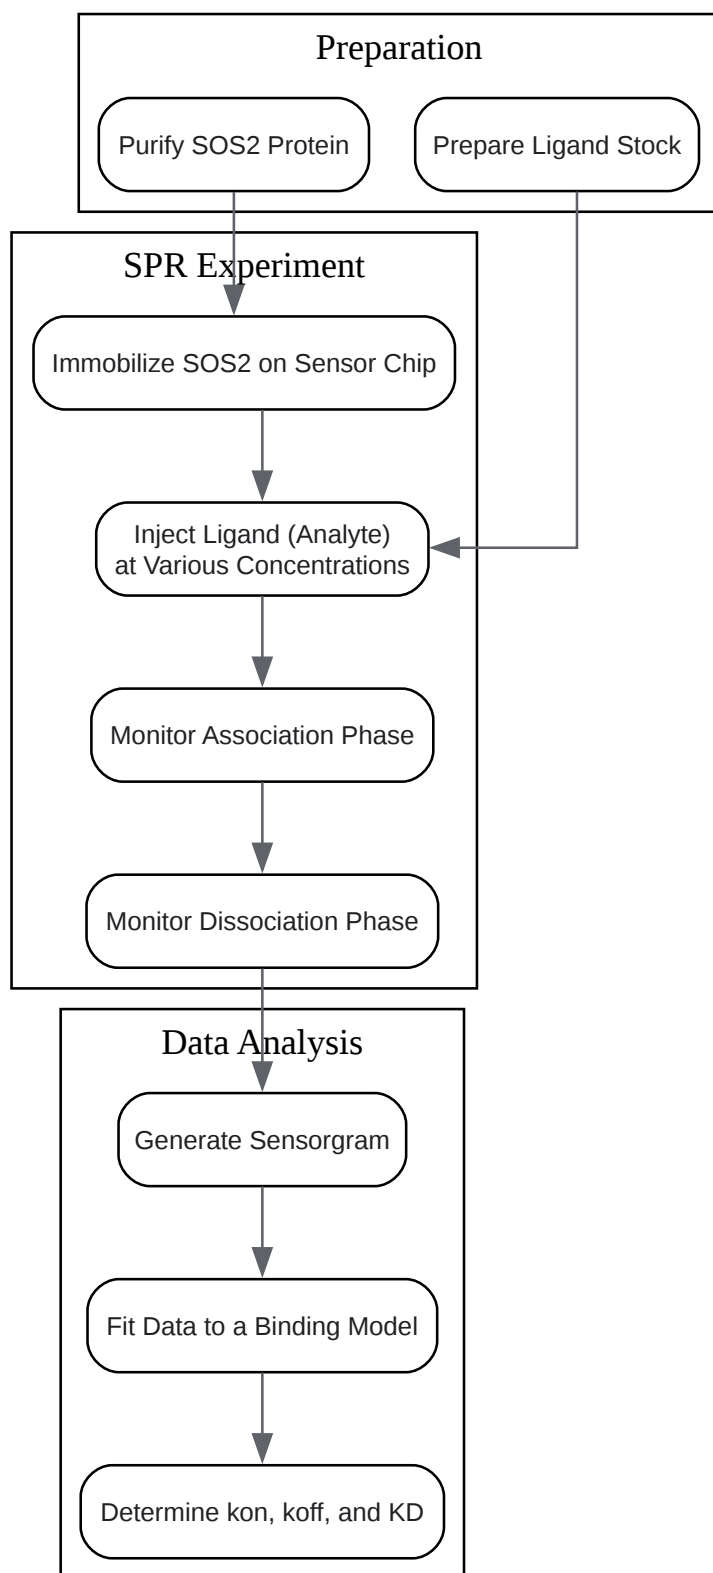 Preparation
Purify SOS2 Protein
Prepare Ligand Stock
SPR Experiment
Immobilize SOS2 on Sensor Chip
Inject Ligand (Analyte)
at Various Concentrations
Monitor Association Phase
Monitor Dissociation Phase
Data Analysis
Generate Sensorgram
Fit Data to a Binding Model
Determine kon, koff, and KD